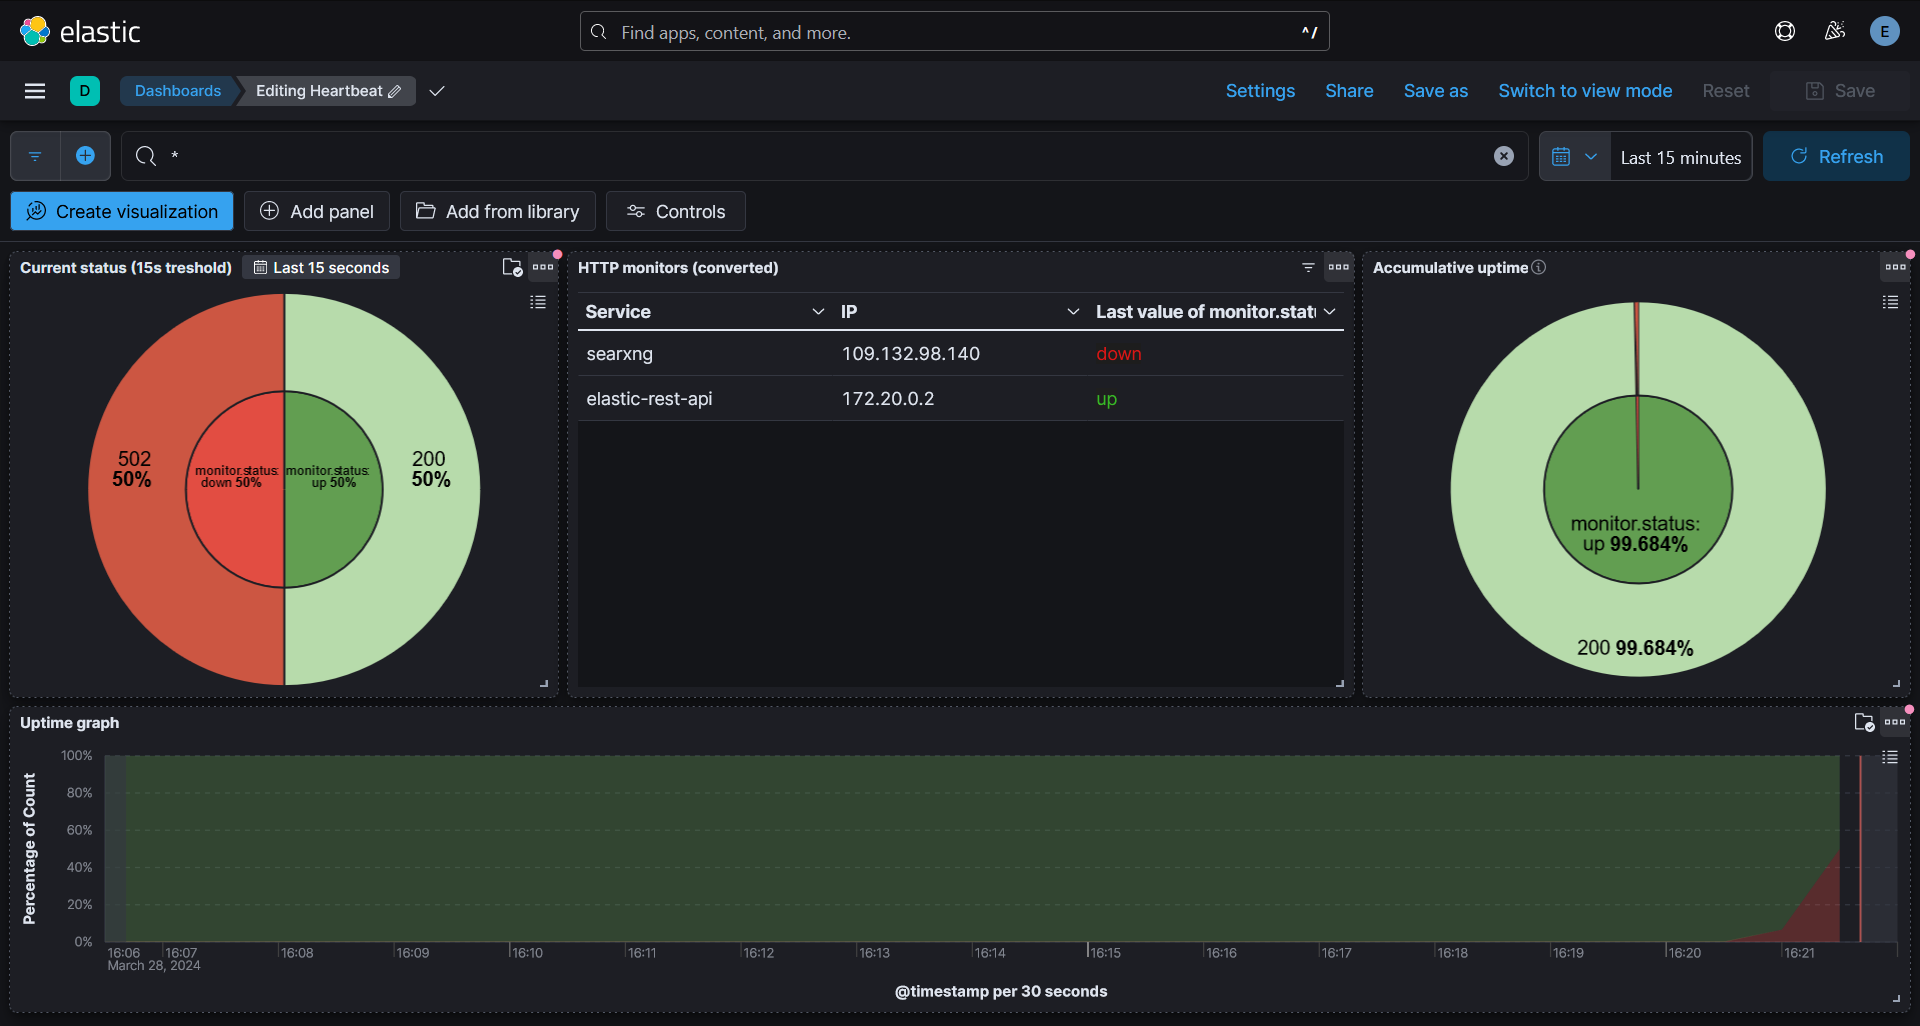 elastic
Find apps, content, and more.
^/
E
D
Dashboards
Editing Heartbeat
Settings
Share
Save as
Switch to view mode
Reset
Save
*
Last 15 minutes
Refresh
Create visualization
Add panel
Add from library
Controls
Current status (15s treshold)
Last 15 seconds
502
50%
monitor.status:
down 50%
monitor.status:
up 50%
200
50%
HTTP monitors (converted)
Service
IP
Last value of monitor.stat
searxng
109.132.98.140
down
elastic-rest-api
172.20.0.2
up
Accumulative uptime
monitor.status:
up 99.684%
200 99.684%
Uptime graph
Percentage of Count
100%
80%
60%
40%
20%
0%
16:06
16:07
16:08
16:09
16:10
16:11
16:12
16:13
16:14
16:15
16:16
16:17
16:18
16:19
16:20
16:21
March 28, 2024
@timestamp per 30 seconds